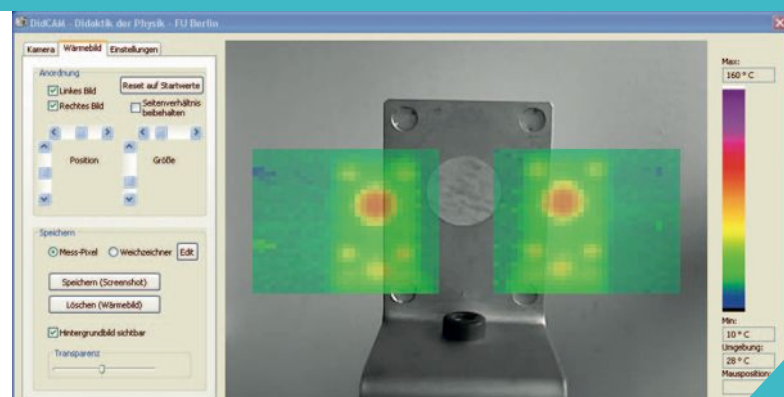 DidCAM - Didaktik der Physik - FU Berlin
Kamera Wärmebild Einstellungen
Anordnung
Linkes Bild
Reset auf Startwerte
Rechtes Bild
Seitenverhältnis
beibehalten
Position
Größe
Speichern
Mess-Pixel Weichzeichner Edit
Speichern (Screenshot)
Löschen (Wärmebild)
Hintergrundbild sichtbar
Transparenz
Max:
160 ° C
Min:
10 ° C
Umgebung:
28 ° C
Mausposition